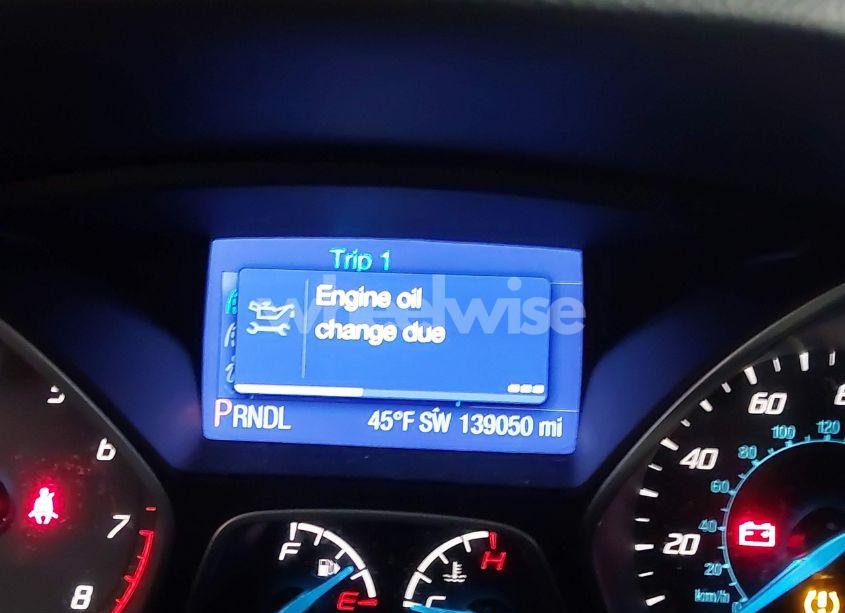 Trip 1
Engine oil
change due
wheelwise
PRNDL 45°F SW 139050 mi
5
6
7
8
F
E
H
C
60
40
20
120
100
80
60
40
20
km/h